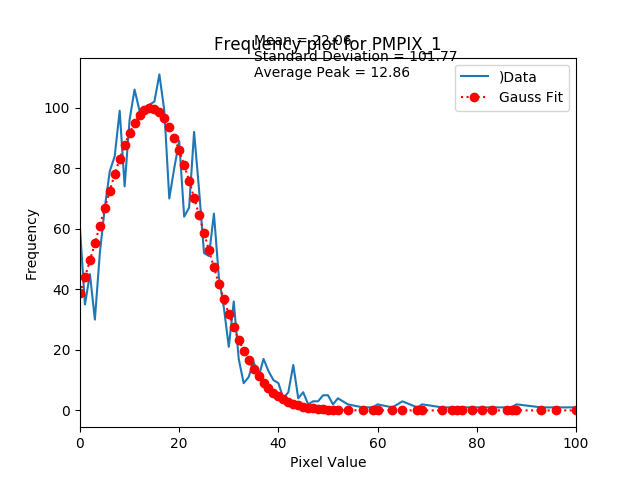 Mean = 22.06
Frequency plot for PMPIX_1
Standard Deviation = 101.77
Average Peak = 12.86
)Data
Gauss Fit
Frequency
100
80
60
40
20
0
0 20 40 60 80 100
Pixel Value